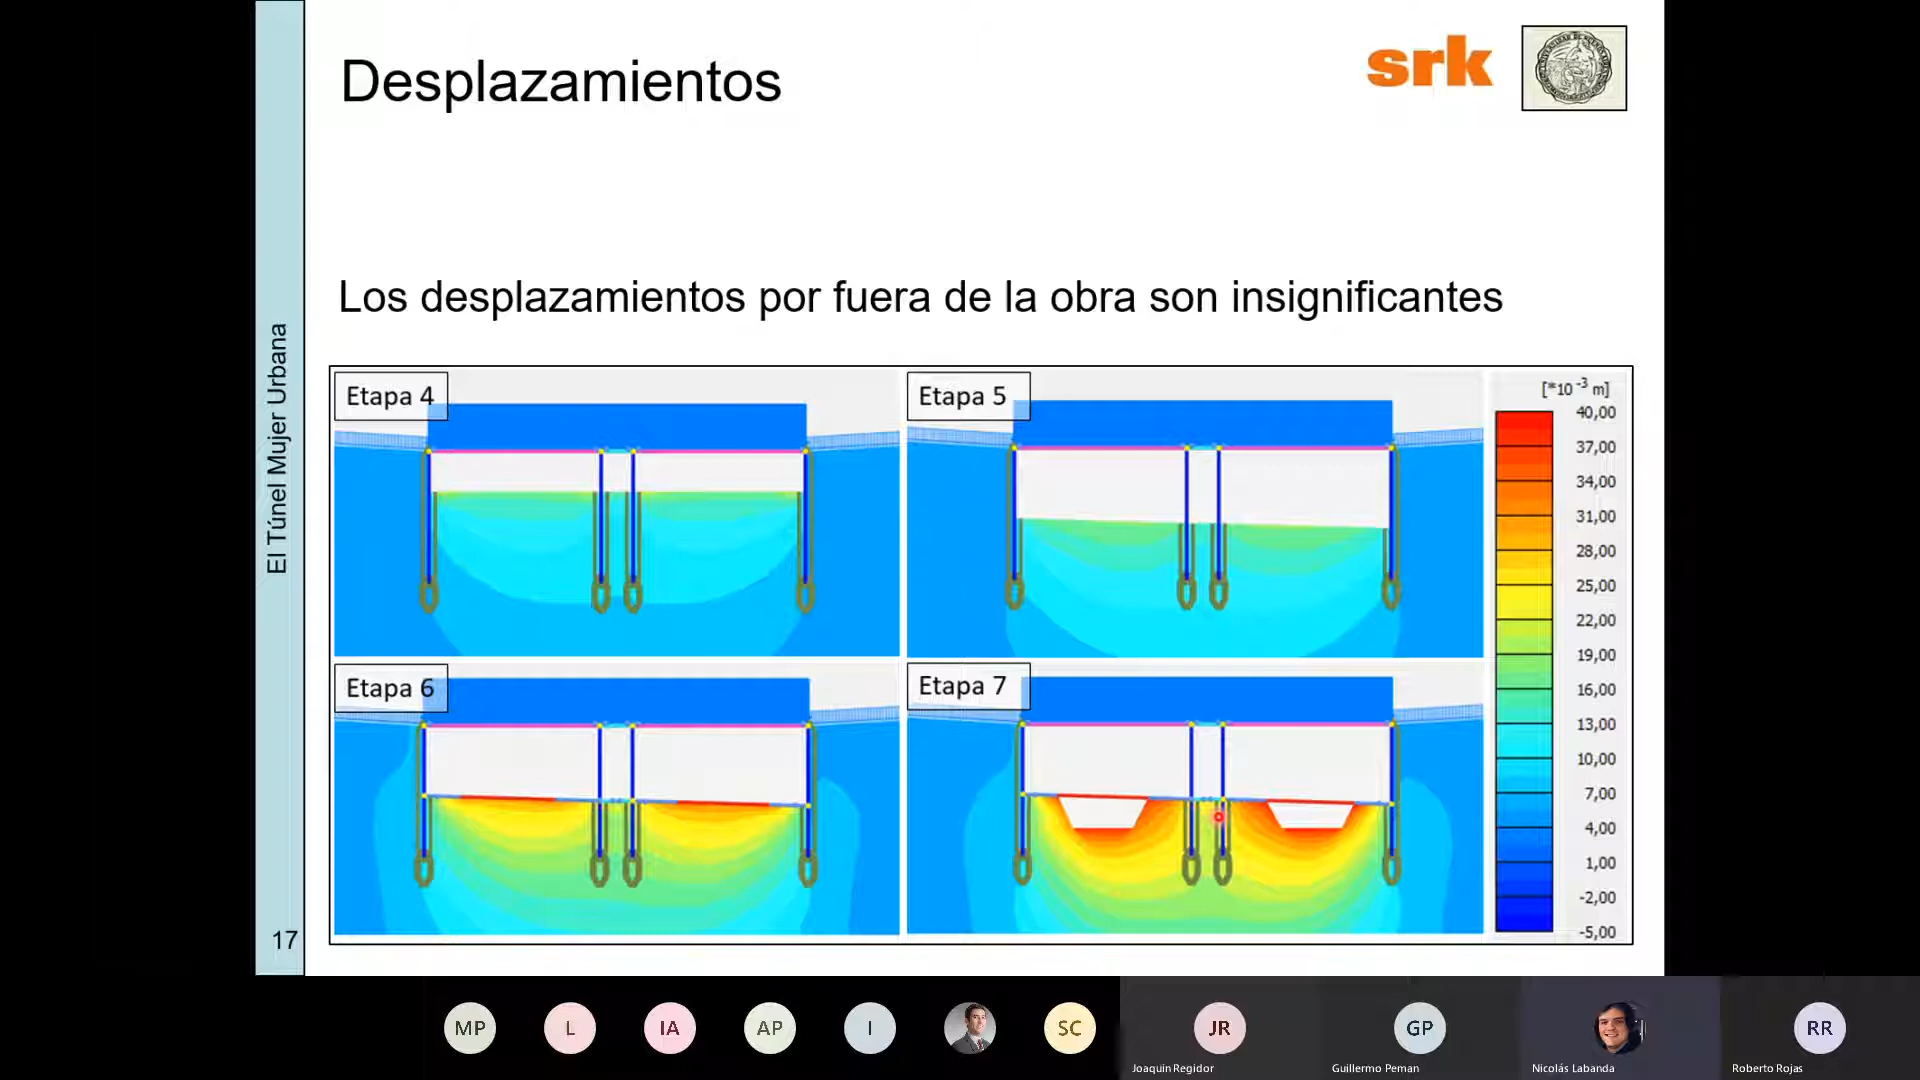 Desplazamientos
srk
Los desplazamientos por fuera de la obra son insignificantes
El Túnel Mujer Urbana
17
Etapa 4
Etapa 5
Etapa 6
Etapa 7
[*10 -3 m]
40,00
37,00
34,00
31,00
28,00
25,00
22,00
19,00
16,00
13,00
10,00
7,00
4,00
1,00
-2,00
-5,00
MP
L
IA
AP
I
SC
JR
GP
RR
Joaquin Regidor
Guillermo Peman
Nicolás Labanda
Roberto Rojas